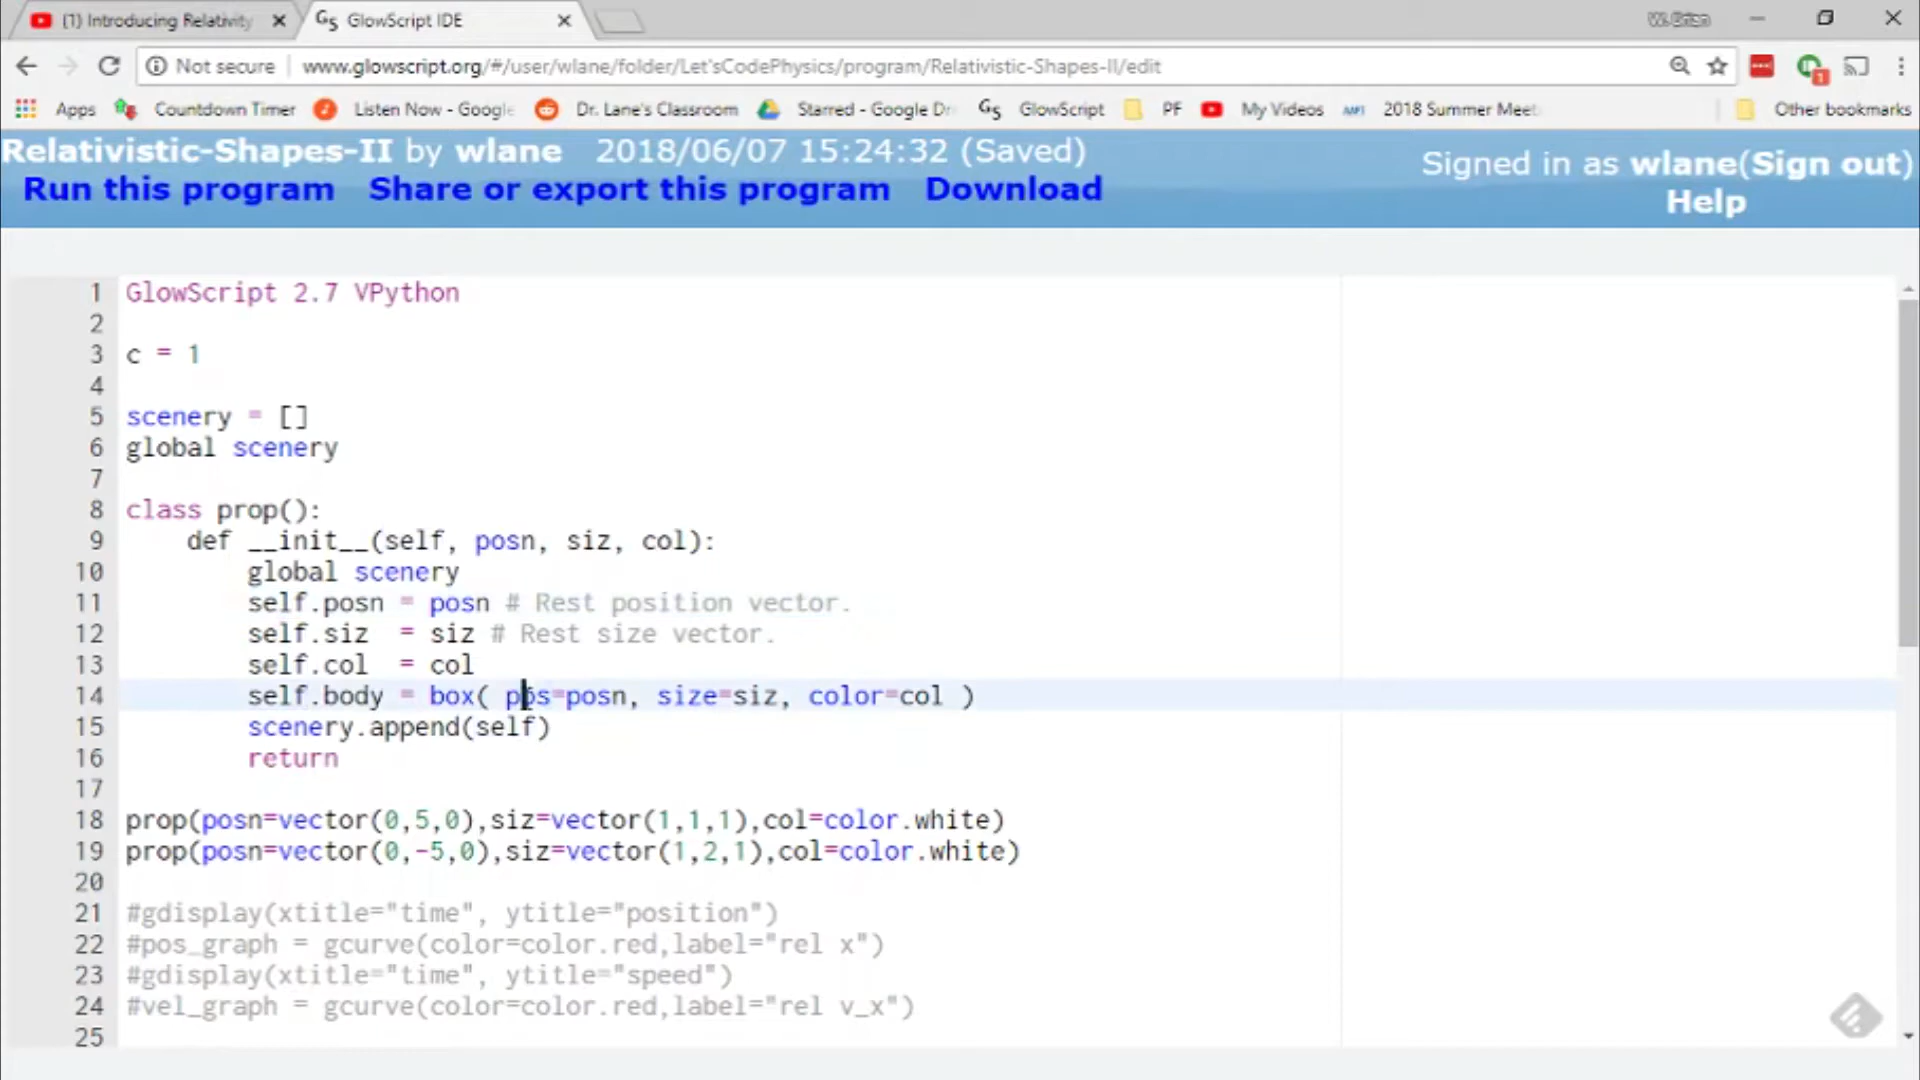 (1) Introducing Relativity
GS GlowScript IDE
W. Brian
Not secure www.glowscript.org/#/user/wlane/folder/Let'sCodePhysics/program/Relativistic-Shapes-II/edit
1
Apps Countdown Timer Listen Now - Google Dr. Lane's Classroom Starred - Google Dr GS GlowScript PF My Videos AAPT 2018 Summer Meet Other bookmarks
Relativistic-Shapes-II by wlane 2018/06/07 15:24:32 (Saved)
Signed in as wlane(Sign out)
Run this program Share or export this program Download
Help
1 GlowScript 2.7 VPython
2
3 c = 1
4
5 scenery = []
6 global scenery
7
8 class prop():
9 def __init__(self, posn, siz, col):
10 global scenery
11 self.posn = posn # Rest position vector.
12 self.siz = siz # Rest size vector.
13 self.col = col
14 self.body = box( pos=posn, size=siz, color=col )
15 scenery.append(self)
16 return
17
18 prop(posn=vector(0,5,0),siz=vector(1,1,1),col=color.white)
19 prop(posn=vector(0,-5,0),siz=vector(1,2,1),col=color.white)
20
21 #gdisplay(xtitle="time", ytitle="position")
22 #pos_graph = gcurve(color=color.red,label="rel x")
23 #gdisplay(xtitle="time", ytitle="speed")
24 #vel_graph = gcurve(color=color.red,label="rel v_x")
25